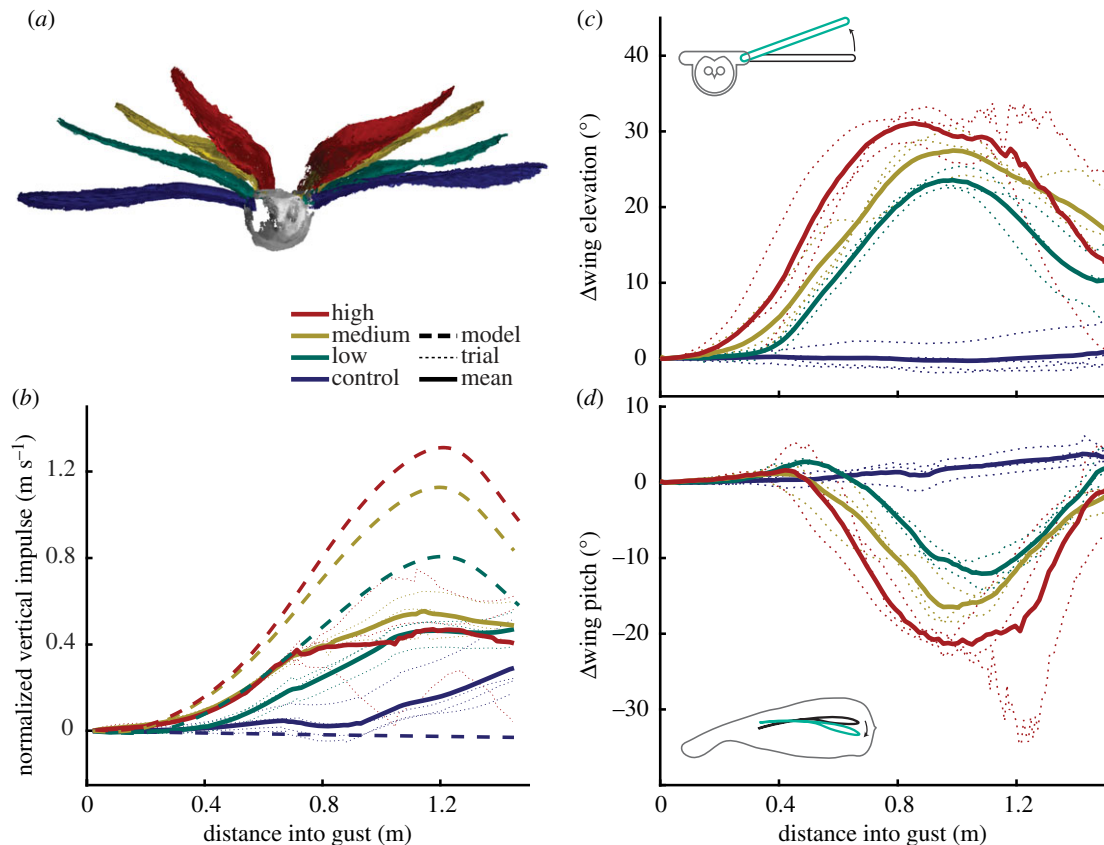 (a)
high
medium
low
control
model
trial
mean
(b)
normalized vertical impulse (m s⁻¹)
1.2
0.8
0.4
0
0
0.4
0.8
1.2
distance into gust (m)
(c)
Δwing elevation (°)
40
30
20
10
0
(d)
Δwing pitch (°)
10
0
−10
−20
−30
0
0.4
0.8
1.2
distance into gust (m)